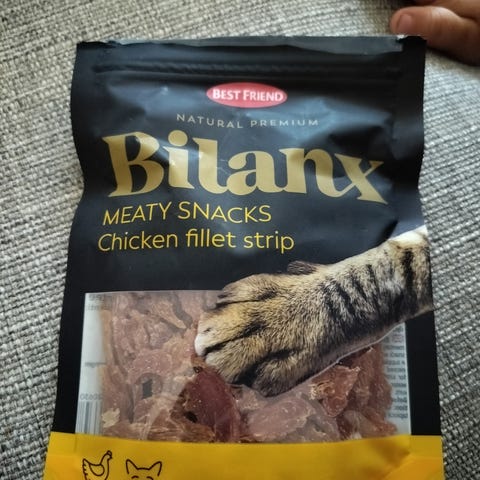 BEST FRIEND
NATURAL PREMIUM
Bilanx
MEATY SNACKS
Chicken fillet strip